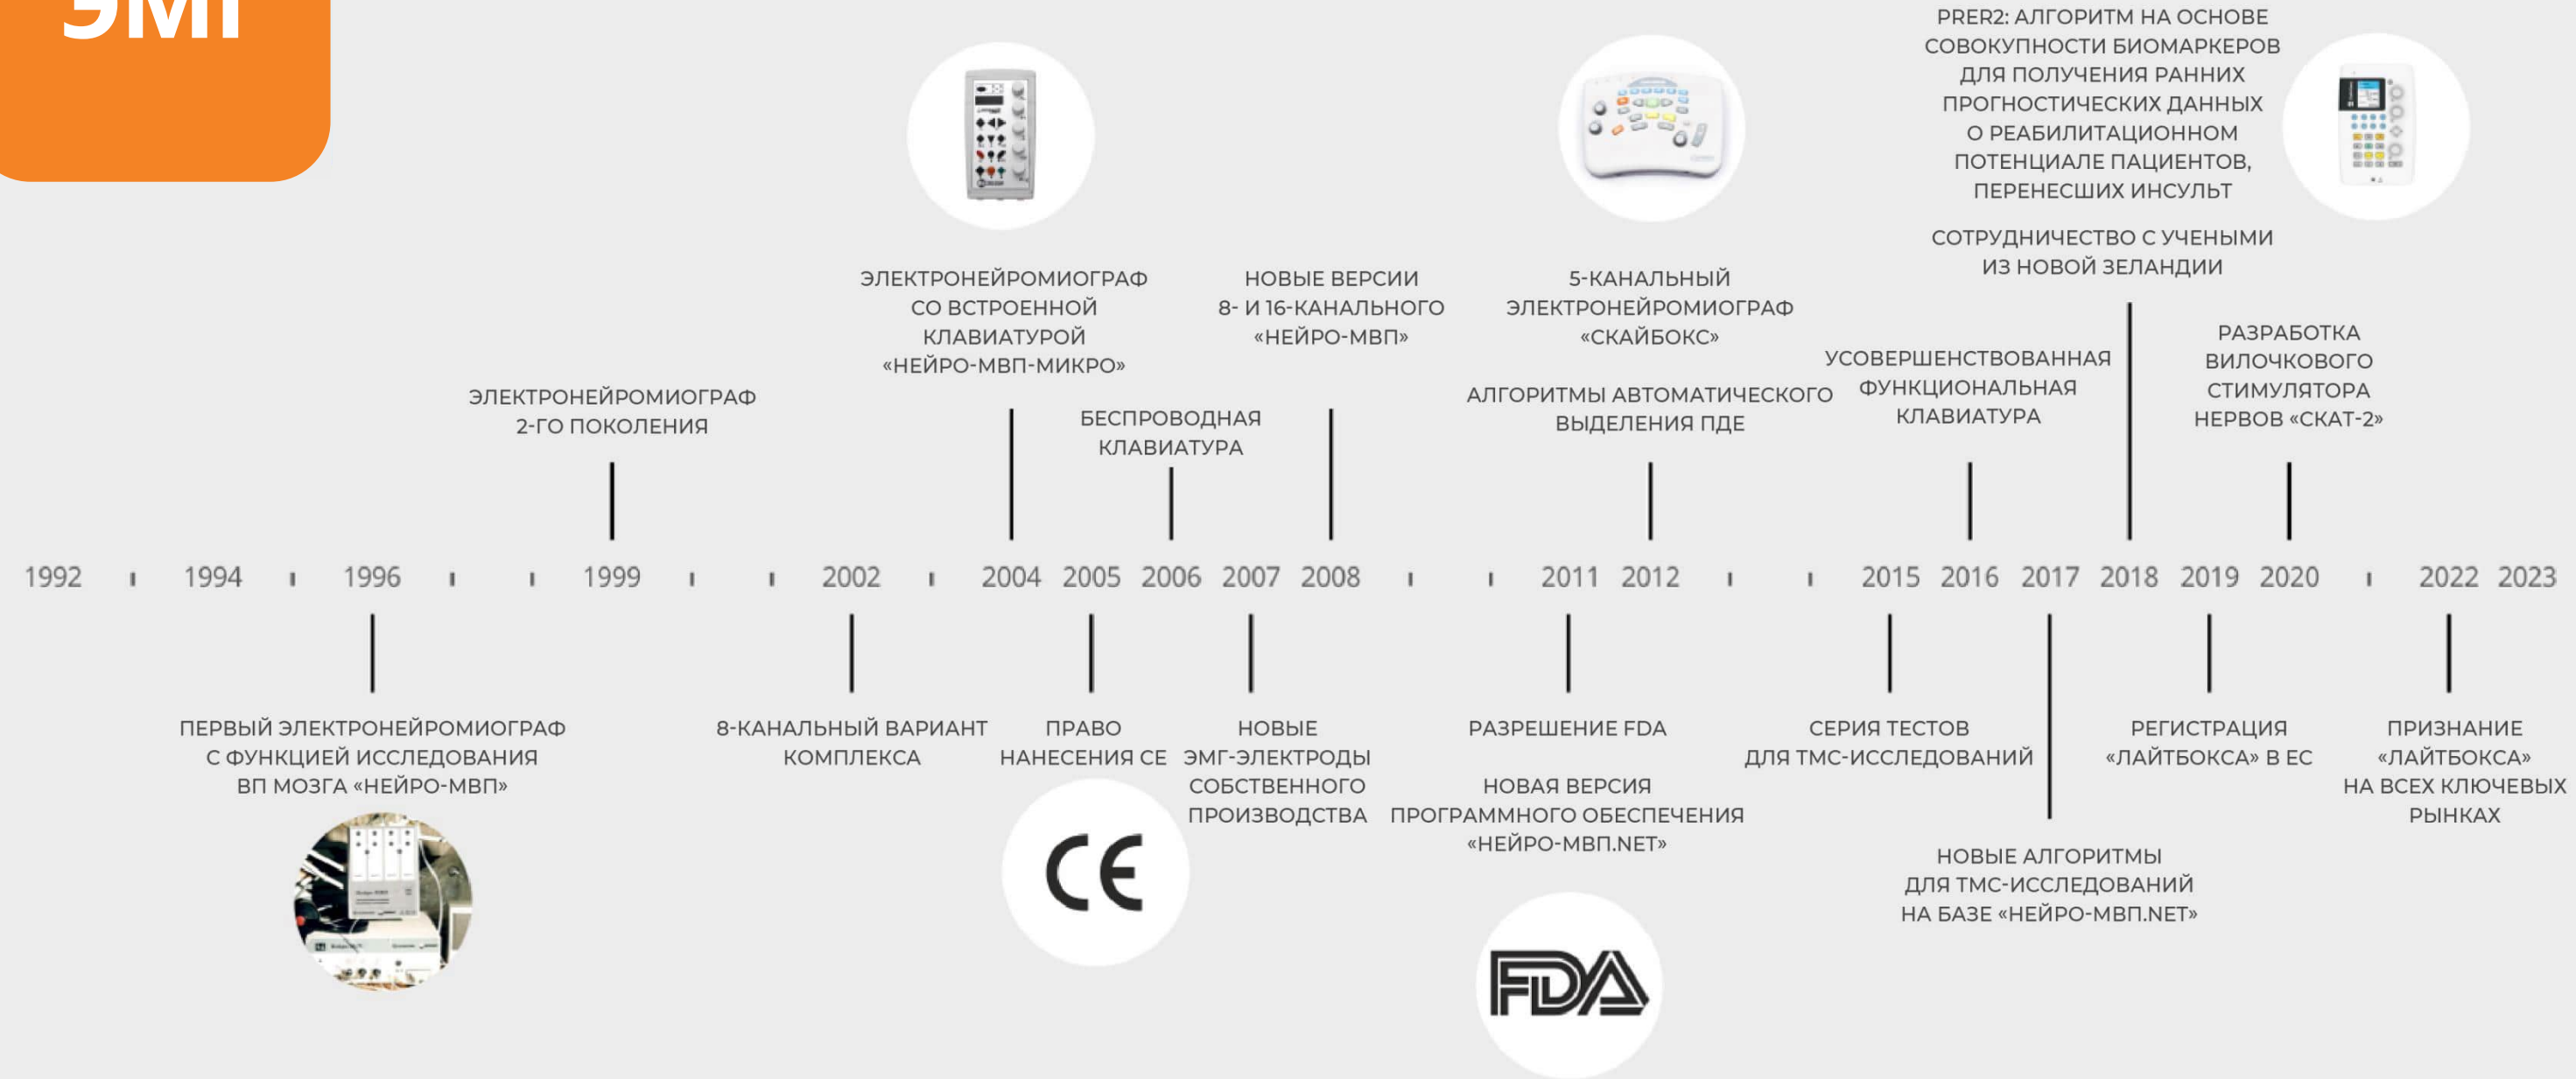 ЭМГ
PRER2: АЛГОРИТМ НА ОСНОВЕ
СОВОКУПНОСТИ БИОМАРКЕРОВ
ДЛЯ ПОЛУЧЕНИЯ РАННИХ
ПРОГНОСТИЧЕСКИХ ДАННЫХ
О РЕАБИЛИТАЦИОННОМ
ПОТЕНЦИАЛЕ ПАЦИЕНТОВ,
ПЕРЕНЕСШИХ ИНСУЛЬТ
СОТРУДНИЧЕСТВО С УЧЕНЫМИ
ИЗ НОВОЙ ЗЕЛАНДИИ
ЭЛЕКТРОНЕЙРОМИОГРАФ
2-ГО ПОКОЛЕНИЯ
ЭЛЕКТРОНЕЙРОМИОГРАФ
СО ВСТРОЕННОЙ
КЛАВИАТУРОЙ
«НЕЙРО-МВП-МИКРО»
БЕСПРОВОДНАЯ
КЛАВИАТУРА
НОВЫЕ ВЕРСИИ
8- И 16-КАНАЛЬНОГО
«НЕЙРО-МВП»
5-КАНАЛЬНЫЙ
ЭЛЕКТРОНЕЙРОМИОГРАФ
«СКАЙБОКС»
АЛГОРИТМЫ АВТОМАТИЧЕСКОГО
ВЫДЕЛЕНИЯ ПДЕ
УСОВЕРШЕНСТВОВАННАЯ
ФУНКЦИОНАЛЬНАЯ
КЛАВИАТУРА
РАЗРАБОТКА
ВИЛОЧКОВОГО
СТИМУЛЯТОРА
НЕРВОВ «СКАТ-2»
1992 1994 1996 1999 2002 2004 2005 2006 2007 2008 2011 2012 2015 2016 2017 2018 2019 2020 2022 2023
ПЕРВЫЙ ЭЛЕКТРОНЕЙРОМИОГРАФ
С ФУНКЦИЕЙ ИССЛЕДОВАНИЯ
ВП МОЗГА «НЕЙРО-МВП»
8-КАНАЛЬНЫЙ ВАРИАНТ
КОМПЛЕКСА
ПРАВО
НАНЕСЕНИЯ CE
CE
НОВЫЕ
ЭМГ-ЭЛЕКТРОДЫ
СОБСТВЕННОГО
ПРОИЗВОДСТВА
РАЗРЕШЕНИЕ FDA
НОВАЯ ВЕРСИЯ
ПРОГРАММНОГО ОБЕСПЕЧЕНИЯ
«НЕЙРО-МВП.NET»
FDA
СЕРИЯ ТЕСТОВ
ДЛЯ ТМС-ИССЛЕДОВАНИЙ
НОВЫЕ АЛГОРИТМЫ
ДЛЯ ТМС-ИССЛЕДОВАНИЙ
НА БАЗЕ «НЕЙРО-МВП.NET»
РЕГИСТРАЦИЯ
«ЛАЙТБОКСА» В ЕС
ПРИЗНАНИЕ
«ЛАЙТБОКСА»
НА ВСЕХ КЛЮЧЕВЫХ
РЫНКАХ